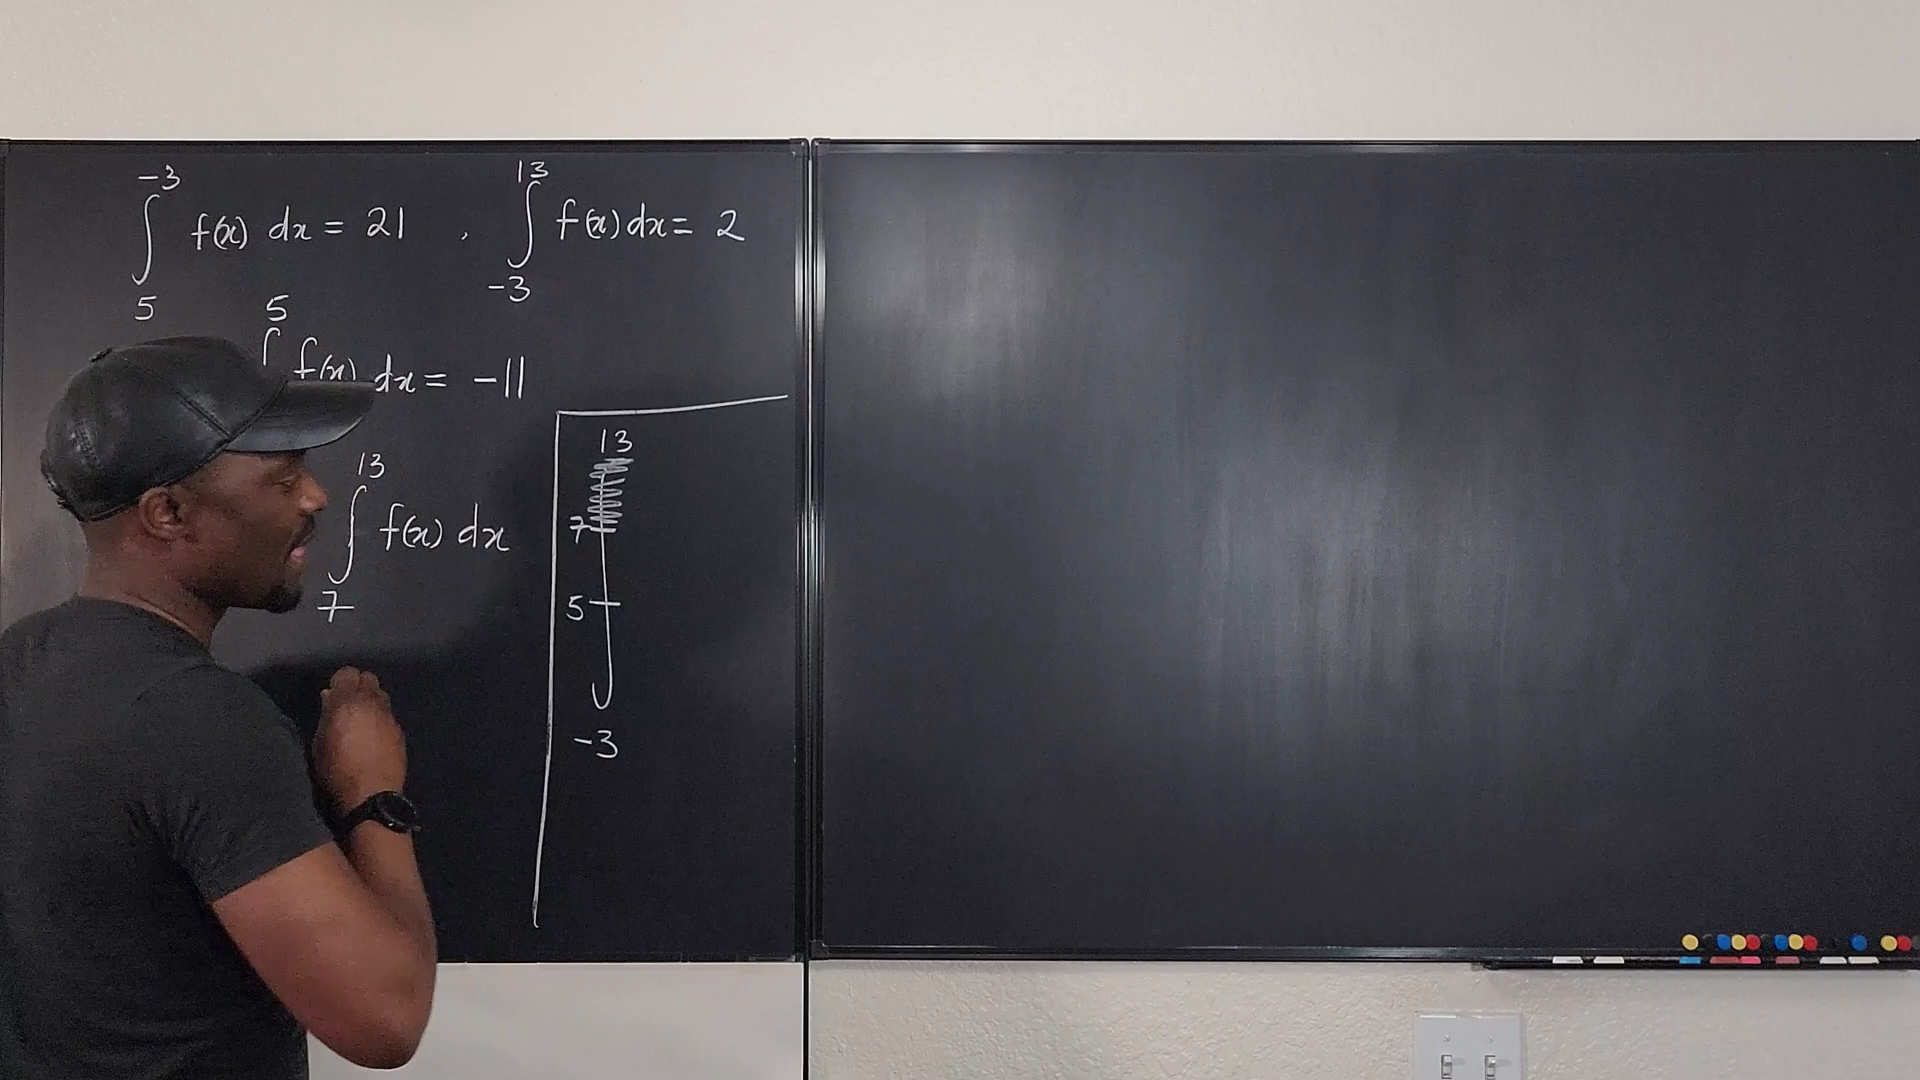 ∫_{5}^{-3} f(x) dx = 21 , ∫_{-3}^{13} f(x) dx = 2
∫^{5} f(x) dx = -11
∫_{7}^{13} f(x) dx
13
7
5
-3